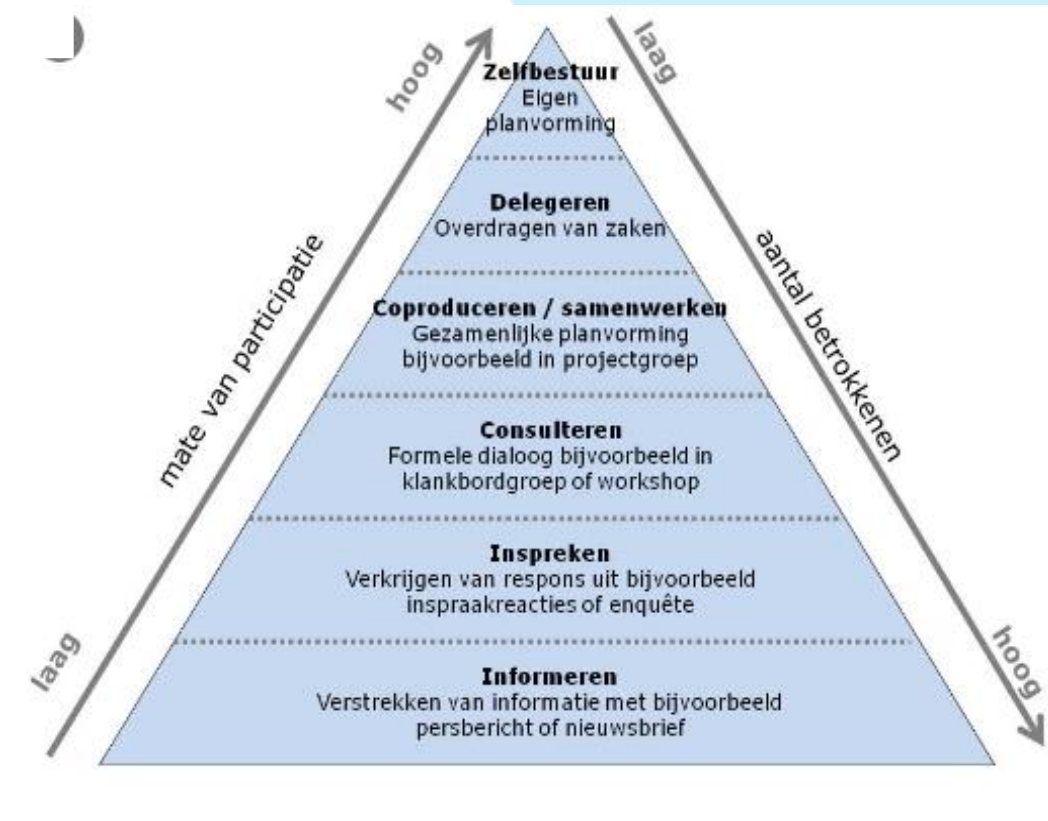 hoog
laag
Zelfbestuur
Eigen
planvorming
Delegeren
Overdragen van zaken
mate van participatie
aantal betrokkenen
Coproduceren / samenwerken
Gezamenlijke planvorming
bijvoorbeeld in projectgroep
Consulteren
Formele dialoog bijvoorbeeld in
klankbordgroep of workshop
Inspreken
Verkrijgen van respons uit bijvoorbeeld
inspraakreacties of enquête
laag
hoog
Informeren
Verstrekken van informatie met bijvoorbeeld
persbericht of nieuwsbrief